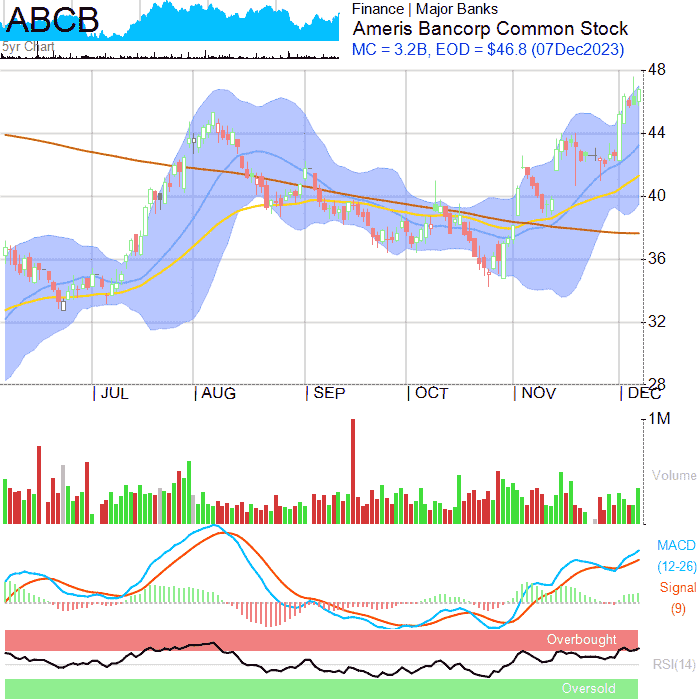 ABCB
5yr Chart
Finance | Major Banks
Ameris Bancorp Common Stock
MC = 3.2B, EOD = $46.8 (07Dec2023)
48
44
40
36
32
28
JUL AUG SEP OCT NOV DEC
1M
Volume
MACD
(12-26)
Signal
(9)
Overbought
RSI(14)
Oversold